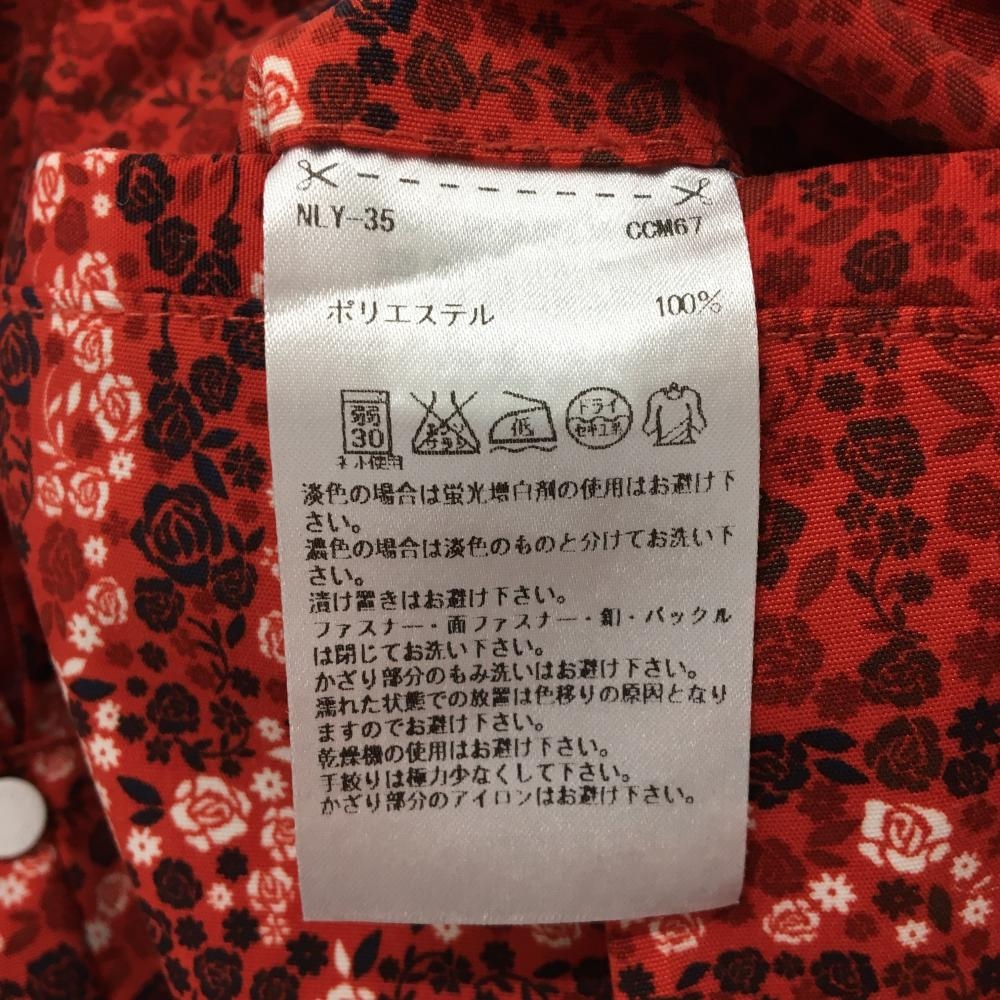 NLY-35 CCM67
ポリエステル 100%
弱
30
ネット使用
エンソ
サラシ
低
ドライ
セキユ系
淡色の場合は蛍光増白剤の使用はお避け下
さい。
濃色の場合は淡色のものと分けてお洗い下
さい。
漬け置きはお避け下さい。
ファスナー・面ファスナー・釦・バックル
は閉じてお洗い下さい。
かざり部分のもみ洗いはお避け下さい。
濡れた状態での放置は色移りの原因となり
ますのでお避け下さい。
乾燥機の使用はお避け下さい。
手絞りは極力少なくして下さい。
かざり部分のアイロンはお避け下さい。